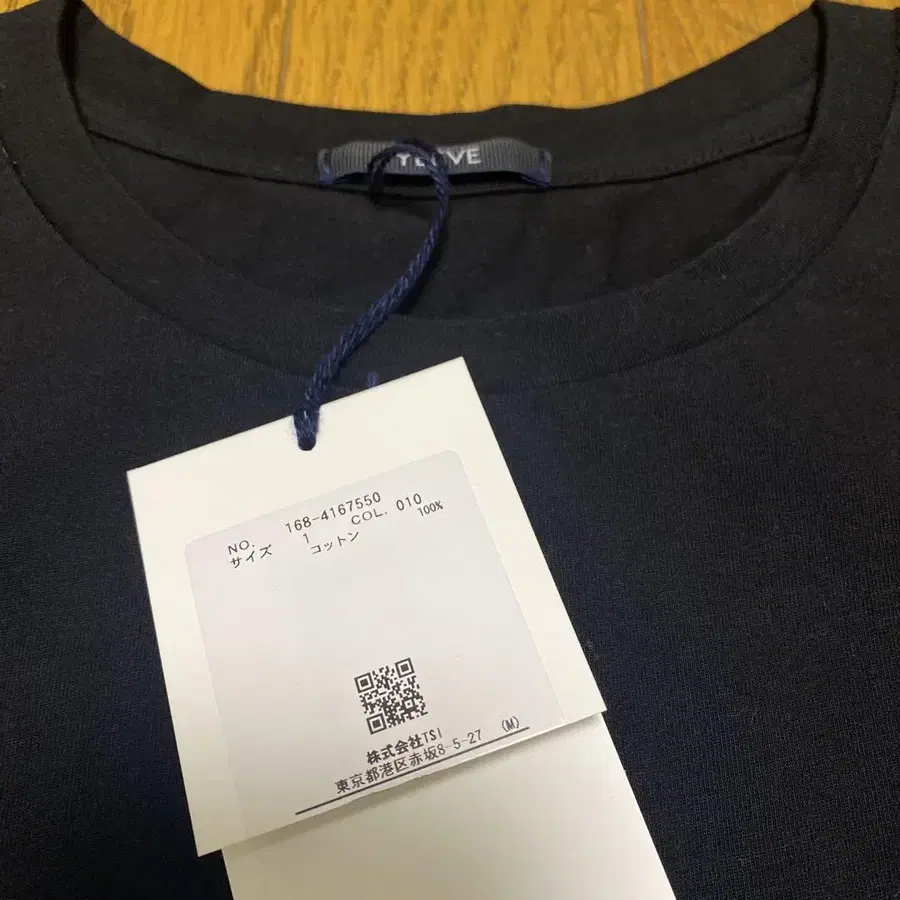 NO. 168-4167550
サイズ 1 COL. 010
コットン 100%
株式会社TSI
東京都港区赤坂8-5-27 (M)